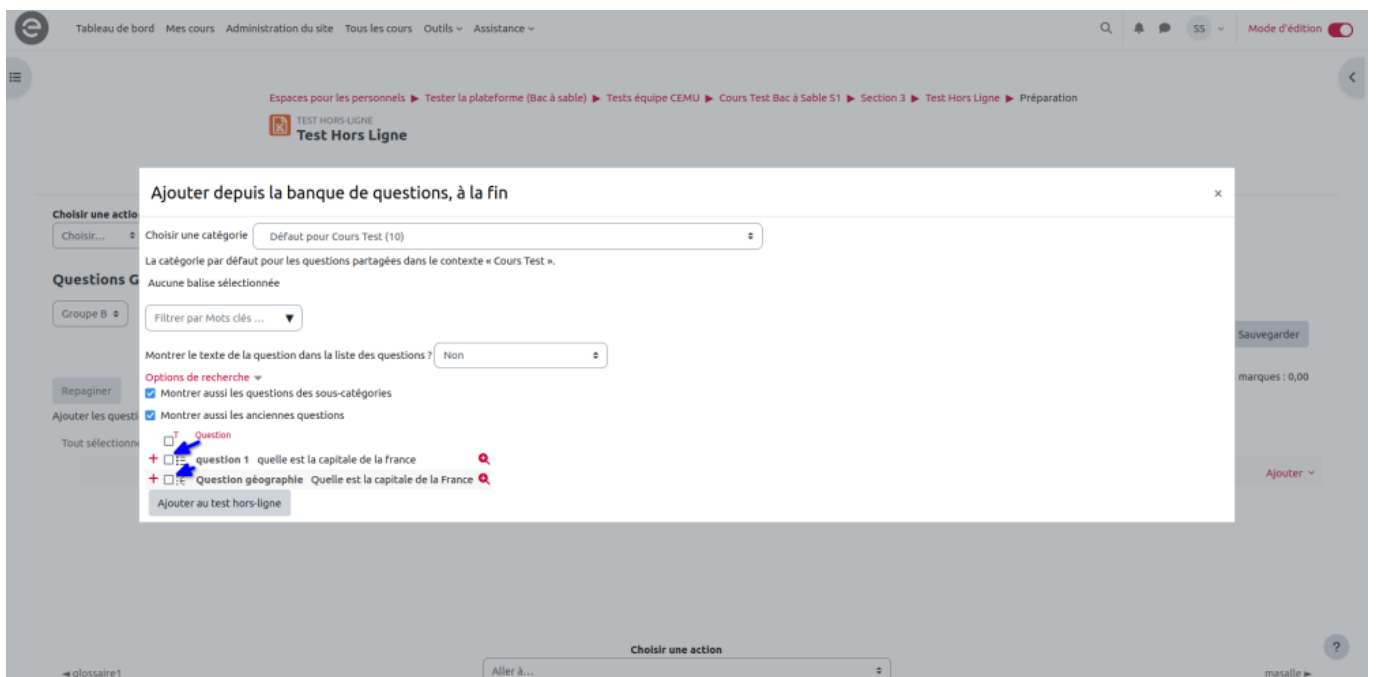 Tableau de bord Mes cours Administration du site Tous les cours Outils Assistance SS Mode d'édition
Espaces pour les personnels ► Tester la plateforme (Bac à sable) ► Tests équipe CEMU ► Cours Test Bac à Sable S1 ► Section 3 ► Test Hors Ligne ► Préparation
TEST HORS-LIGNE
Test Hors Ligne
Ajouter depuis la banque de questions, à la fin ×
Choisir une actio
Choisir...
Choisir une catégorie Défaut pour Cours Test (10)
La catégorie par défaut pour les questions partagées dans le contexte « Cours Test ».
Questions G
Aucune balise sélectionnée
Groupe B
Filtrer par Mots clés ... ▼
Sauvegarder
Montrer le texte de la question dans la liste des questions ? Non
Options de recherche
marques : 0,00
Repaginer
Montrer aussi les questions des sous-catégories
Ajouter les questi
Montrer aussi les anciennes questions
T Question
Tout sélectionn
+ question 1 quelle est la capitale de la france
+ Question géographie Quelle est la capitale de la France
Ajouter
Ajouter au test hors-ligne
Choisir une action
?
◄ glossaire1
Aller à...
masalle ►